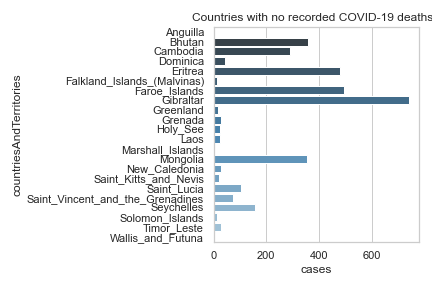 Countries with no recorded COVID-19 deaths
countriesAndTerritories
Anguilla
Bhutan
Cambodia
Dominica
Eritrea
Falkland_Islands_(Malvinas)
Faroe_Islands
Gibraltar
Greenland
Grenada
Holy_See
Laos
Marshall_Islands
Mongolia
New_Caledonia
Saint_Kitts_and_Nevis
Saint_Lucia
Saint_Vincent_and_the_Grenadines
Seychelles
Solomon_Islands
Timor_Leste
Wallis_and_Futuna
0 200 400 600
cases